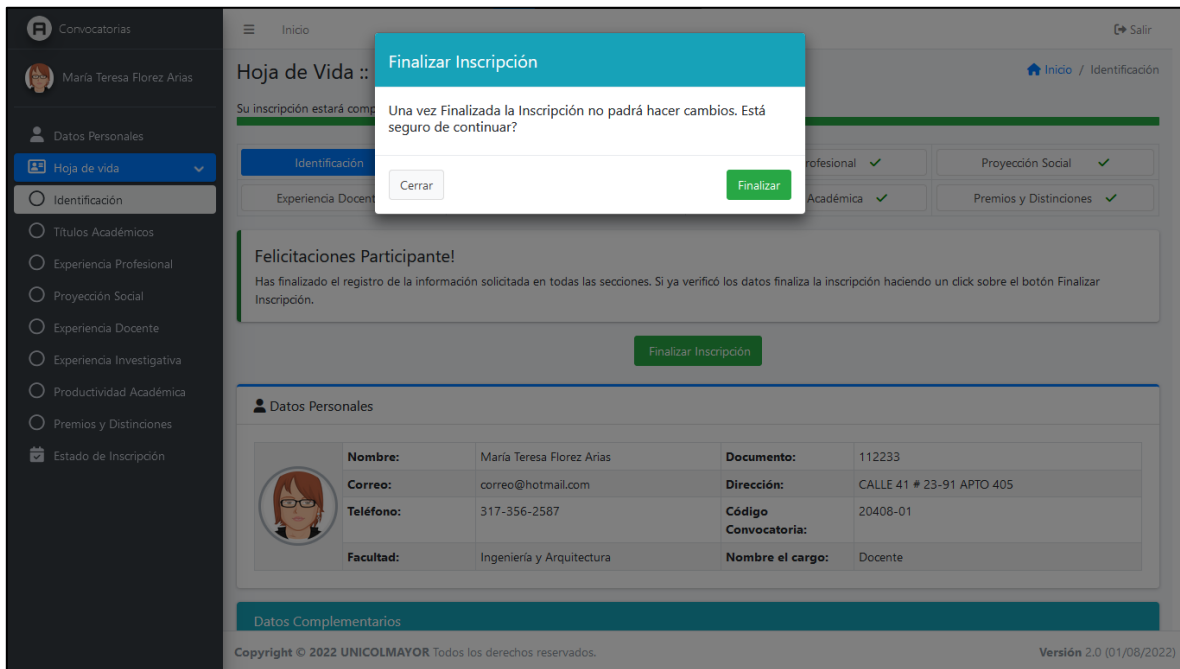 Convocatorias
Inicio
Salir
María Teresa Florez Arias
Datos Personales
Hoja de vida
Identificación
Títulos Académicos
Experiencia Profesional
Proyección Social
Experiencia Docente
Experiencia Investigativa
Productividad Académica
Premios y Distinciones
Estado de Inscripción
Hoja de Vida ::
Inicio / Identificación
Su inscripción estará comp
Finalizar Inscripción
Una vez Finalizada la Inscripción no padrá hacer cambios. Está
seguro de continuar?
Cerrar
Finalizar
Identificación
rofesional
Proyección Social
Experiencia Docent
Académica
Premios y Distinciones
Felicitaciones Participante!
Has finalizado el registro de la información solicitada en todas las secciones. Si ya verificó los datos finaliza la inscripción haciendo un click sobre el botón Finalizar
Inscripción.
Finalizar Inscripción
Datos Personales
Nombre: María Teresa Florez Arias Documento: 112233
Correo: correo@hotmail.com Dirección: CALLE 41 # 23-91 APTO 405
Teléfono: 317-356-2587 Código 20408-01
Convocatoria:
Facultad: Ingeniería y Arquitectura Nombre el cargo: Docente
Datos Complementarios
Copyright © 2022 UNICOLMAYOR Todos los derechos reservados.
Versión 2.0 (01/08/2022)